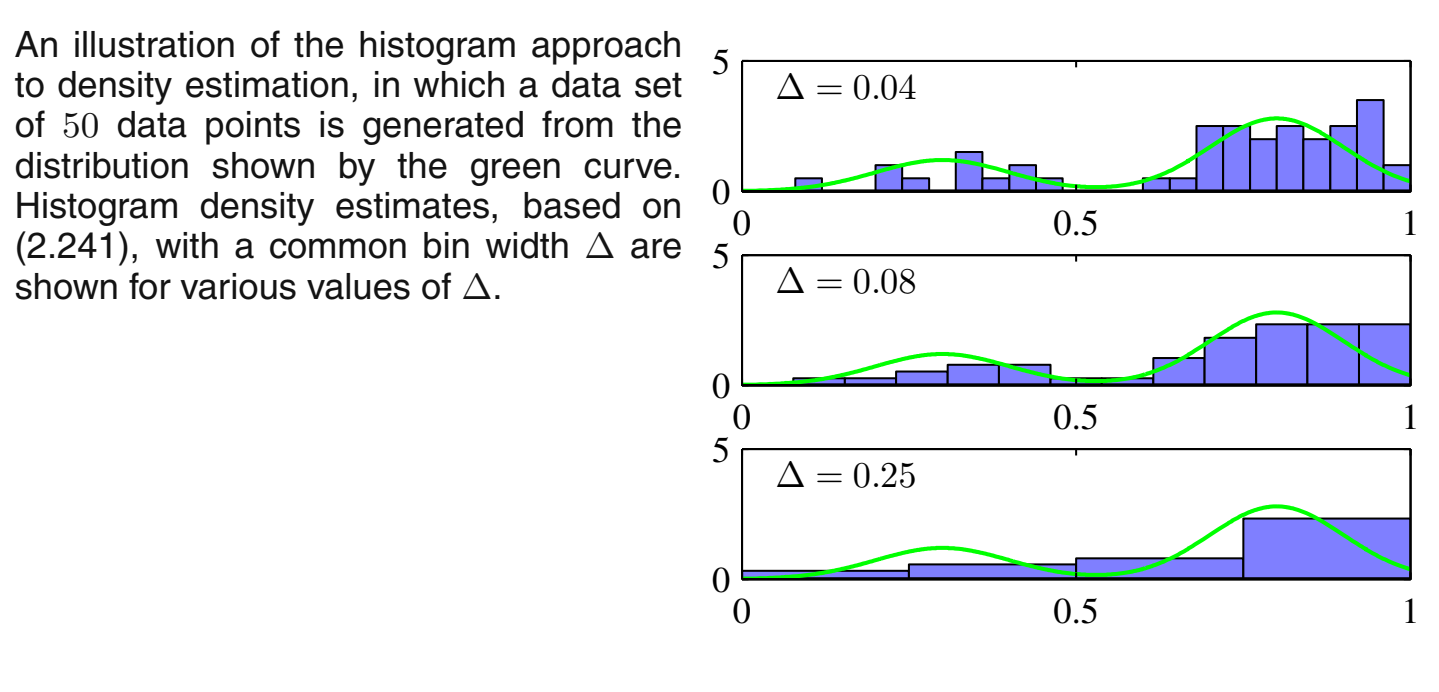 An illustration of the histogram approach
to density estimation, in which a data set
of 50 data points is generated from the
distribution shown by the green curve.
Histogram density estimates, based on
(2.241), with a common bin width Δ are
shown for various values of Δ.
5
Δ = 0.04
0
0 0.5 1
5
Δ = 0.08
0
0 0.5 1
5
Δ = 0.25
0
0 0.5 1